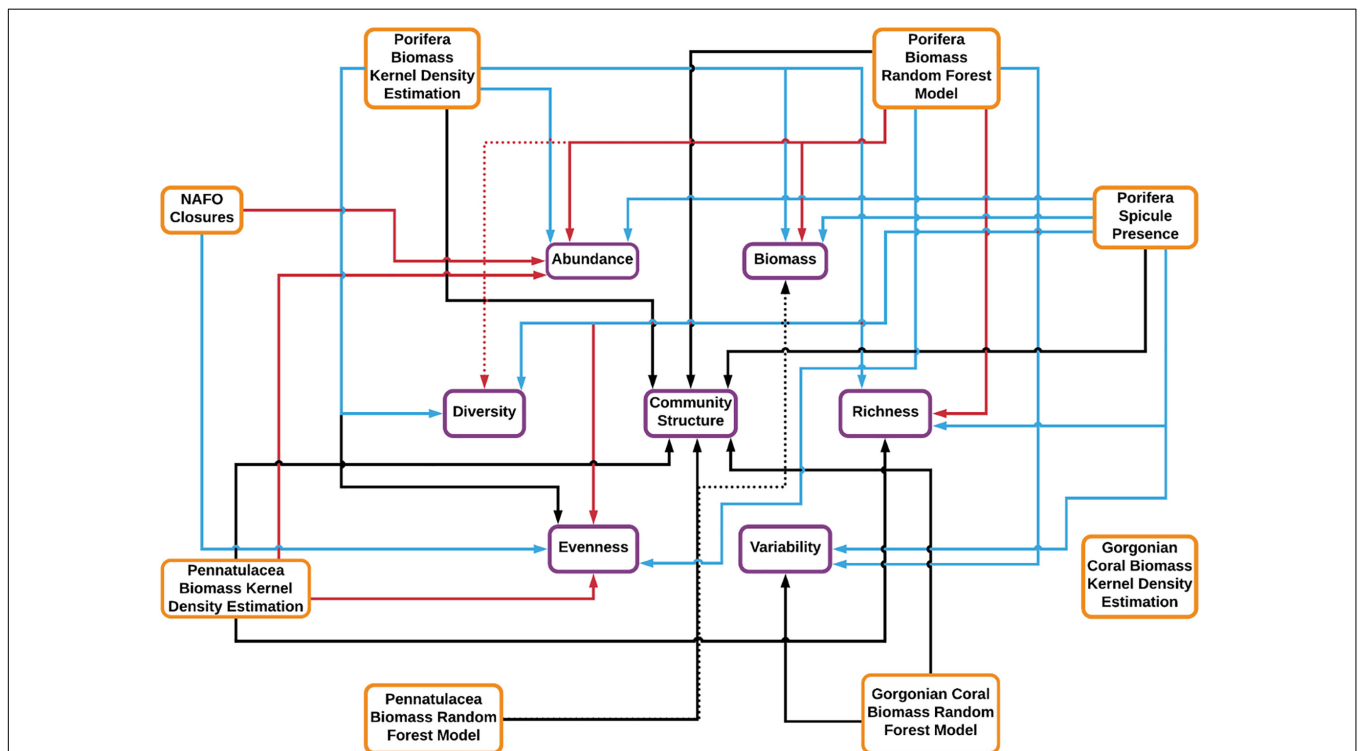 Porifera
Biomass
Kernel Density
Estimation
Porifera
Biomass
Random Forest
Model
NAFO
Closures
Porifera
Spicule
Presence
Abundance
Biomass
Diversity
Community
Structure
Richness
Evenness
Variability
Gorgonian
Coral Biomass
Kernel Density
Estimation
Pennatulacea
Biomass Kernel
Density Estimation
Pennatulacea
Biomass Random
Forest Model
Gorgonian Coral
Biomass Random
Forest Model